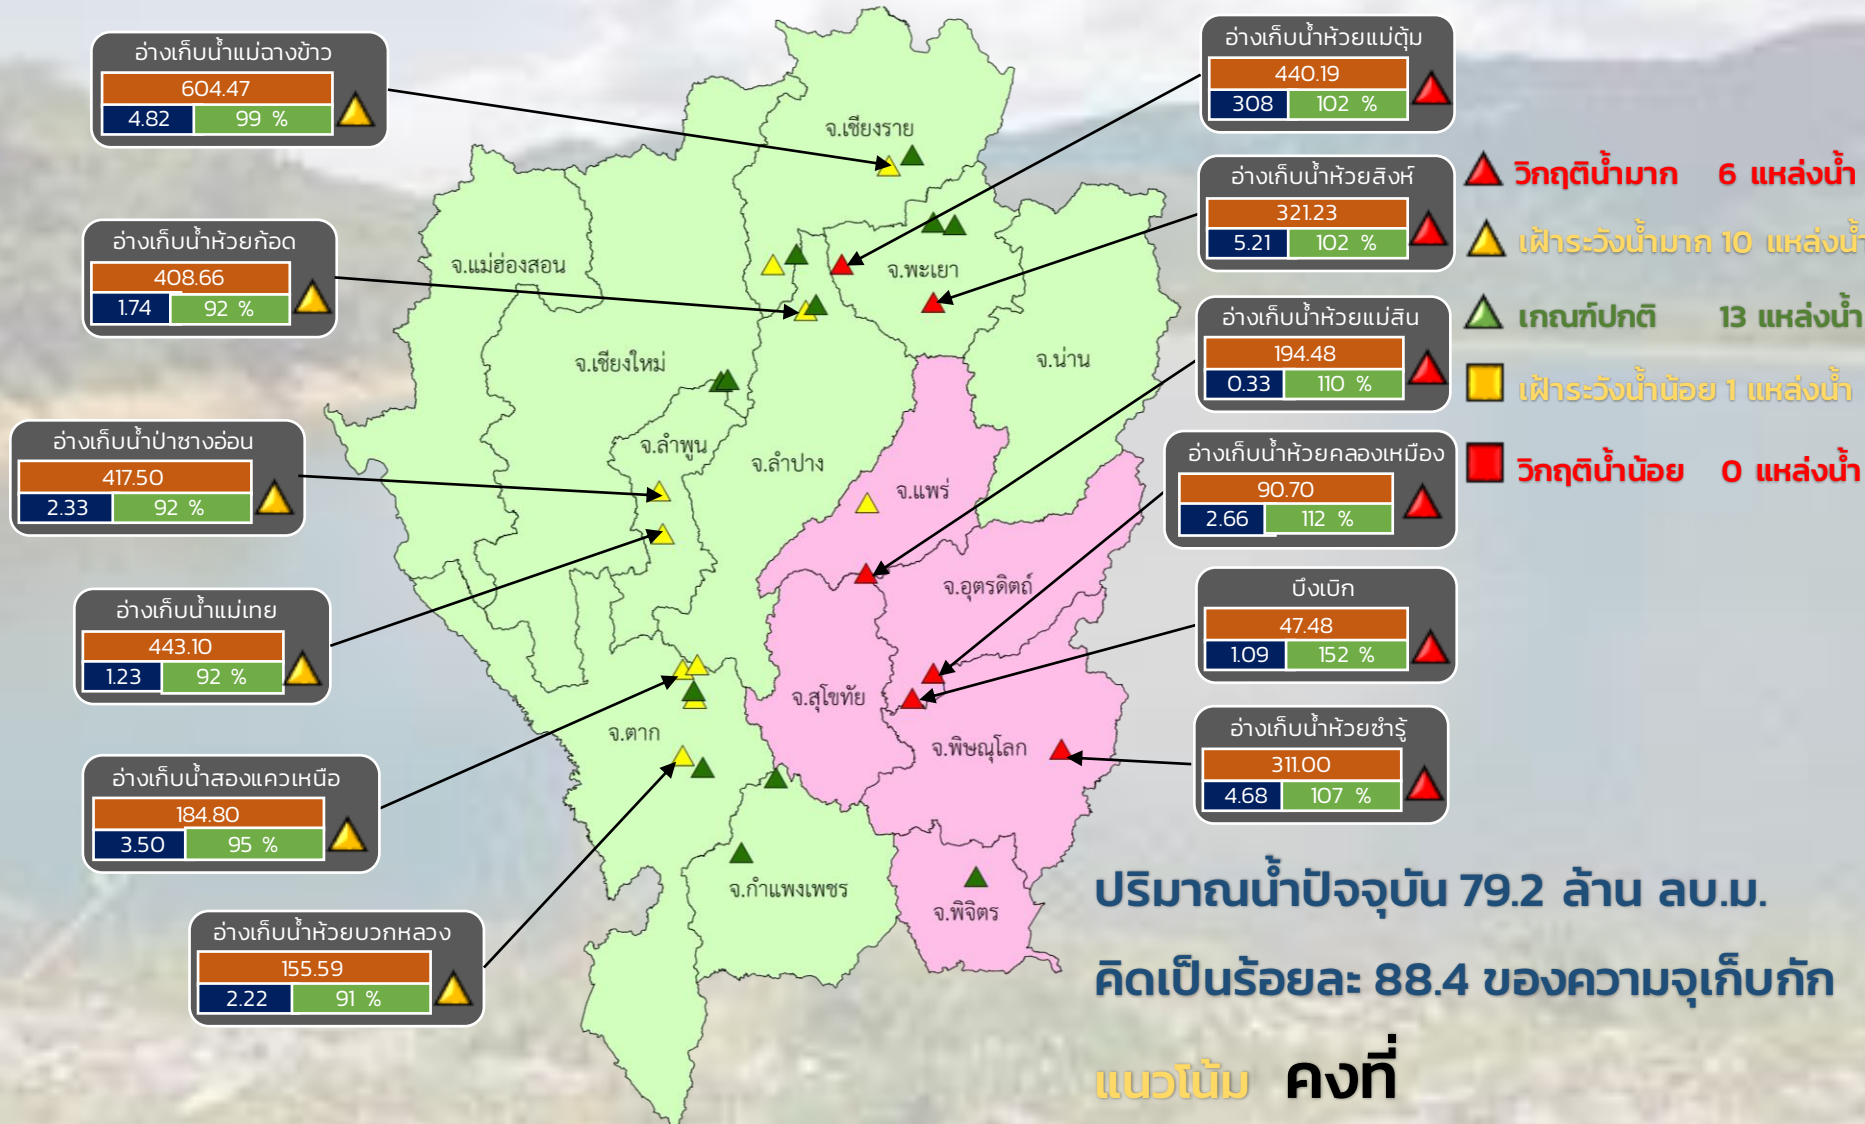 อ่างเก็บน้ำแม่ฉางข้าว
604.47
4.82 99 %
อ่างเก็บน้ำห้วยก้อด
408.66
1.74 92 %
อ่างเก็บน้ำป่าซางอ่อน
417.50
2.33 92 %
อ่างเก็บน้ำแม่เทย
443.10
1.23 92 %
อ่างเก็บน้ำสองแควเหนือ
184.80
3.50 95 %
อ่างเก็บน้ำห้วยบวกหลวง
155.59
2.22 91 %
จ.เชียงราย
จ.แม่ฮ่องสอน
จ.พะเยา
จ.เชียงใหม่
จ.น่าน
จ.ลำพูน
จ.ลำปาง
จ.แพร่
จ.อุตรดิตถ์
จ.สุโขทัย
จ.ตาก
จ.พิษณุโลก
จ.กำแพงเพชร
จ.พิจิตร
อ่างเก็บน้ำห้วยแม่ตุ้ม
440.19
308 102 %
อ่างเก็บน้ำห้วยสิงห์
321.23
5.21 102 %
อ่างเก็บน้ำห้วยแม่สิน
194.48
0.33 110 %
อ่างเก็บน้ำห้วยคลองเหมือง
90.70
2.66 112 %
บึงเบิก
47.48
1.09 152 %
อ่างเก็บน้ำห้วยซำรู้
311.00
4.68 107 %
วิกฤติน้ำมาก 6 แหล่งน้ำ
เฝ้าระวังน้ำมาก 10 แหล่งน้ำ
เกณฑ์ปกติ 13 แหล่งน้ำ
เฝ้าระวังน้ำน้อย 1 แหล่งน้ำ
วิกฤติน้ำน้อย 0 แหล่งน้ำ
ปริมาณน้ำปัจจุบัน 79.2 ล้าน ลบ.ม.
คิดเป็นร้อยละ 88.4 ของความจุเก็บกัก
แนวโน้ม คงที่